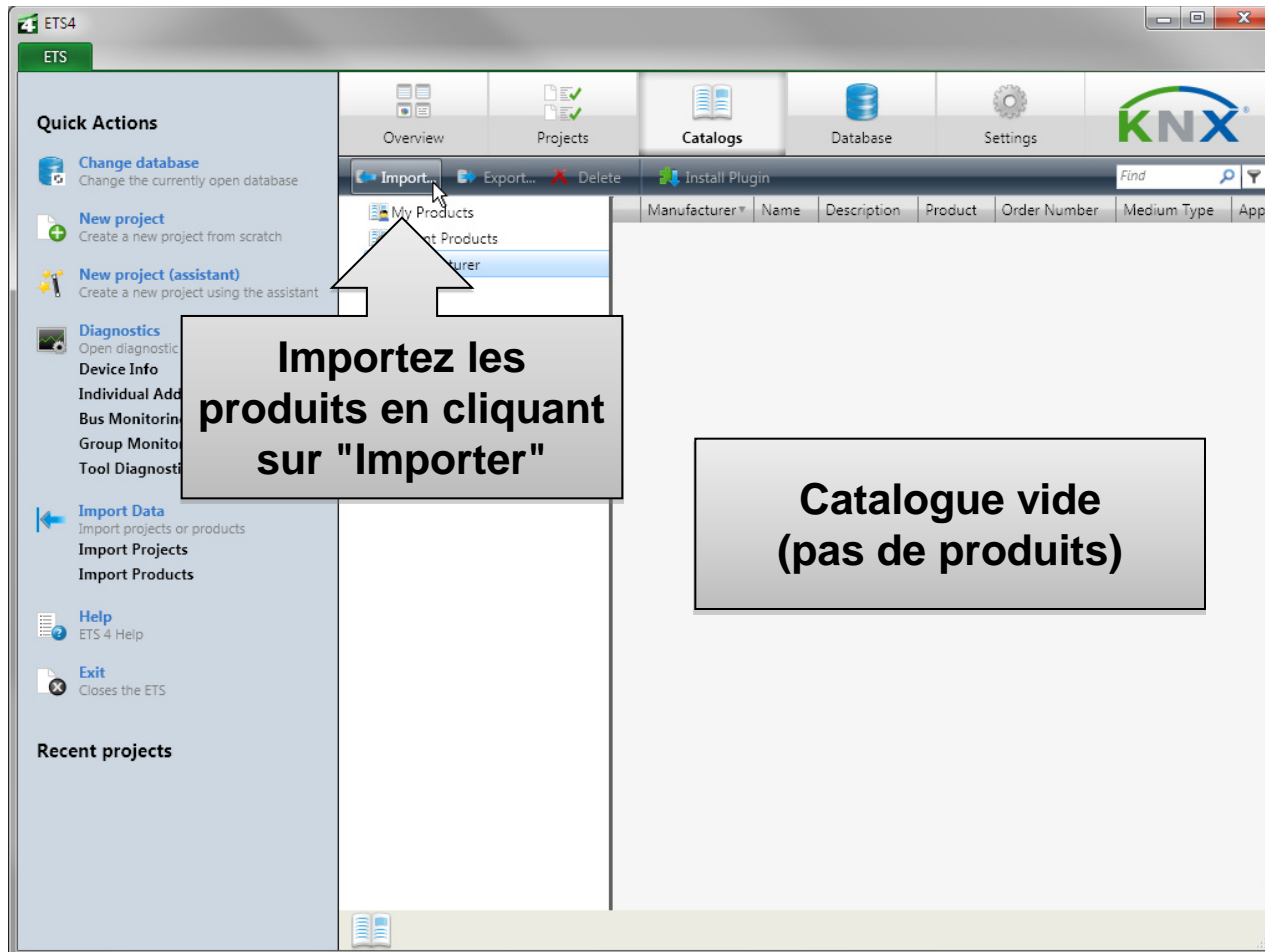 ETS4
ETS
Quick Actions
Change database
Change the currently open database
New project
Create a new project from scratch
New project (assistant)
Create a new project using the assistant
Diagnostics
Open diagnostic
Device Info
Individual Add
Bus Monitorin
Group Monito
Tool Diagnosti
Import Data
Import projects or products
Import Projects
Import Products
Help
ETS 4 Help
Exit
Closes the ETS
Recent projects
Overview
Projects
Catalogs
Database
Settings
KNX
Import...
Export...
Delete
Install Plugin
Find
My Products
nt Products
turer
Manufacturer
Name
Description
Product
Order Number
Medium Type
App
Importez les
produits en cliquant
sur "Importer"
Catalogue vide
(pas de produits)